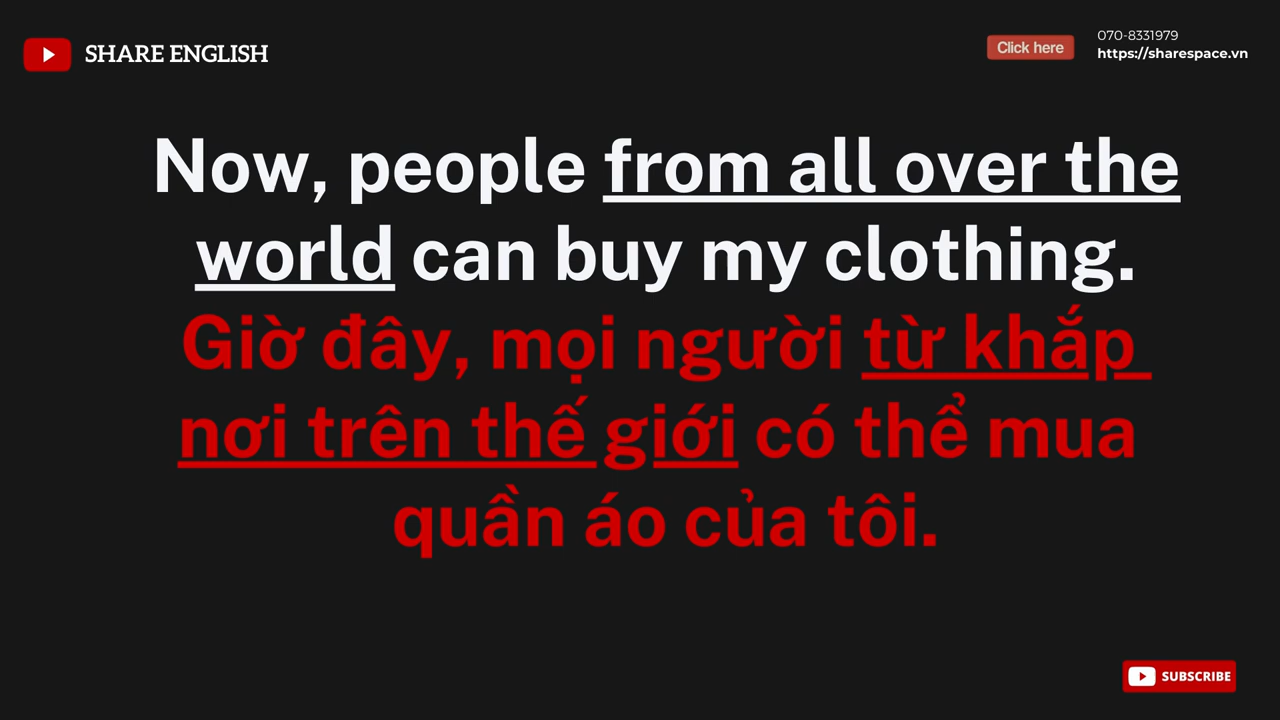 SHARE ENGLISH
Click here
070-8331979
https://sharespace.vn
Now, people from all over the
world can buy my clothing.
Giờ đây, mọi người từ khắp
nơi trên thế giới có thể mua
quần áo của tôi.
SUBSCRIBE